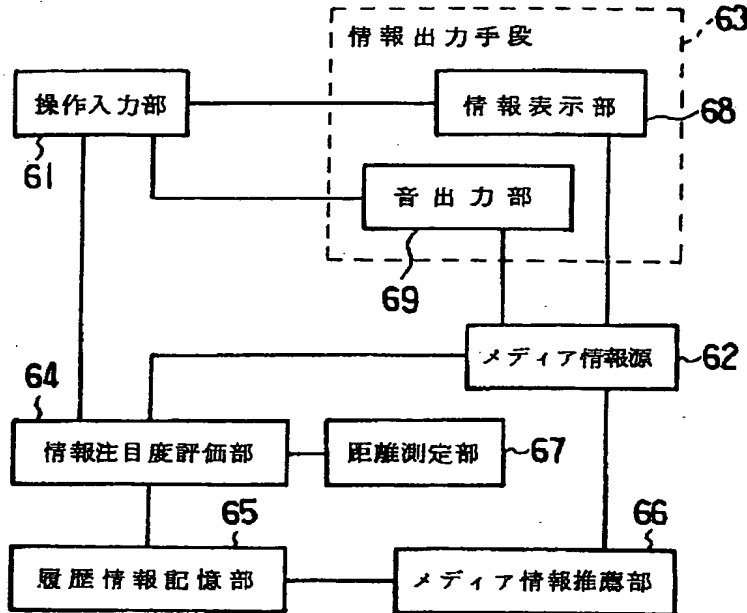 63
情報出力手段
操作入力部
情報表示部
68
61
音出力部
69
メディア情報源
62
64
情報注目度評価部
距離測定部
67
65
66
履歴情報記憶部
メディア情報推薦部